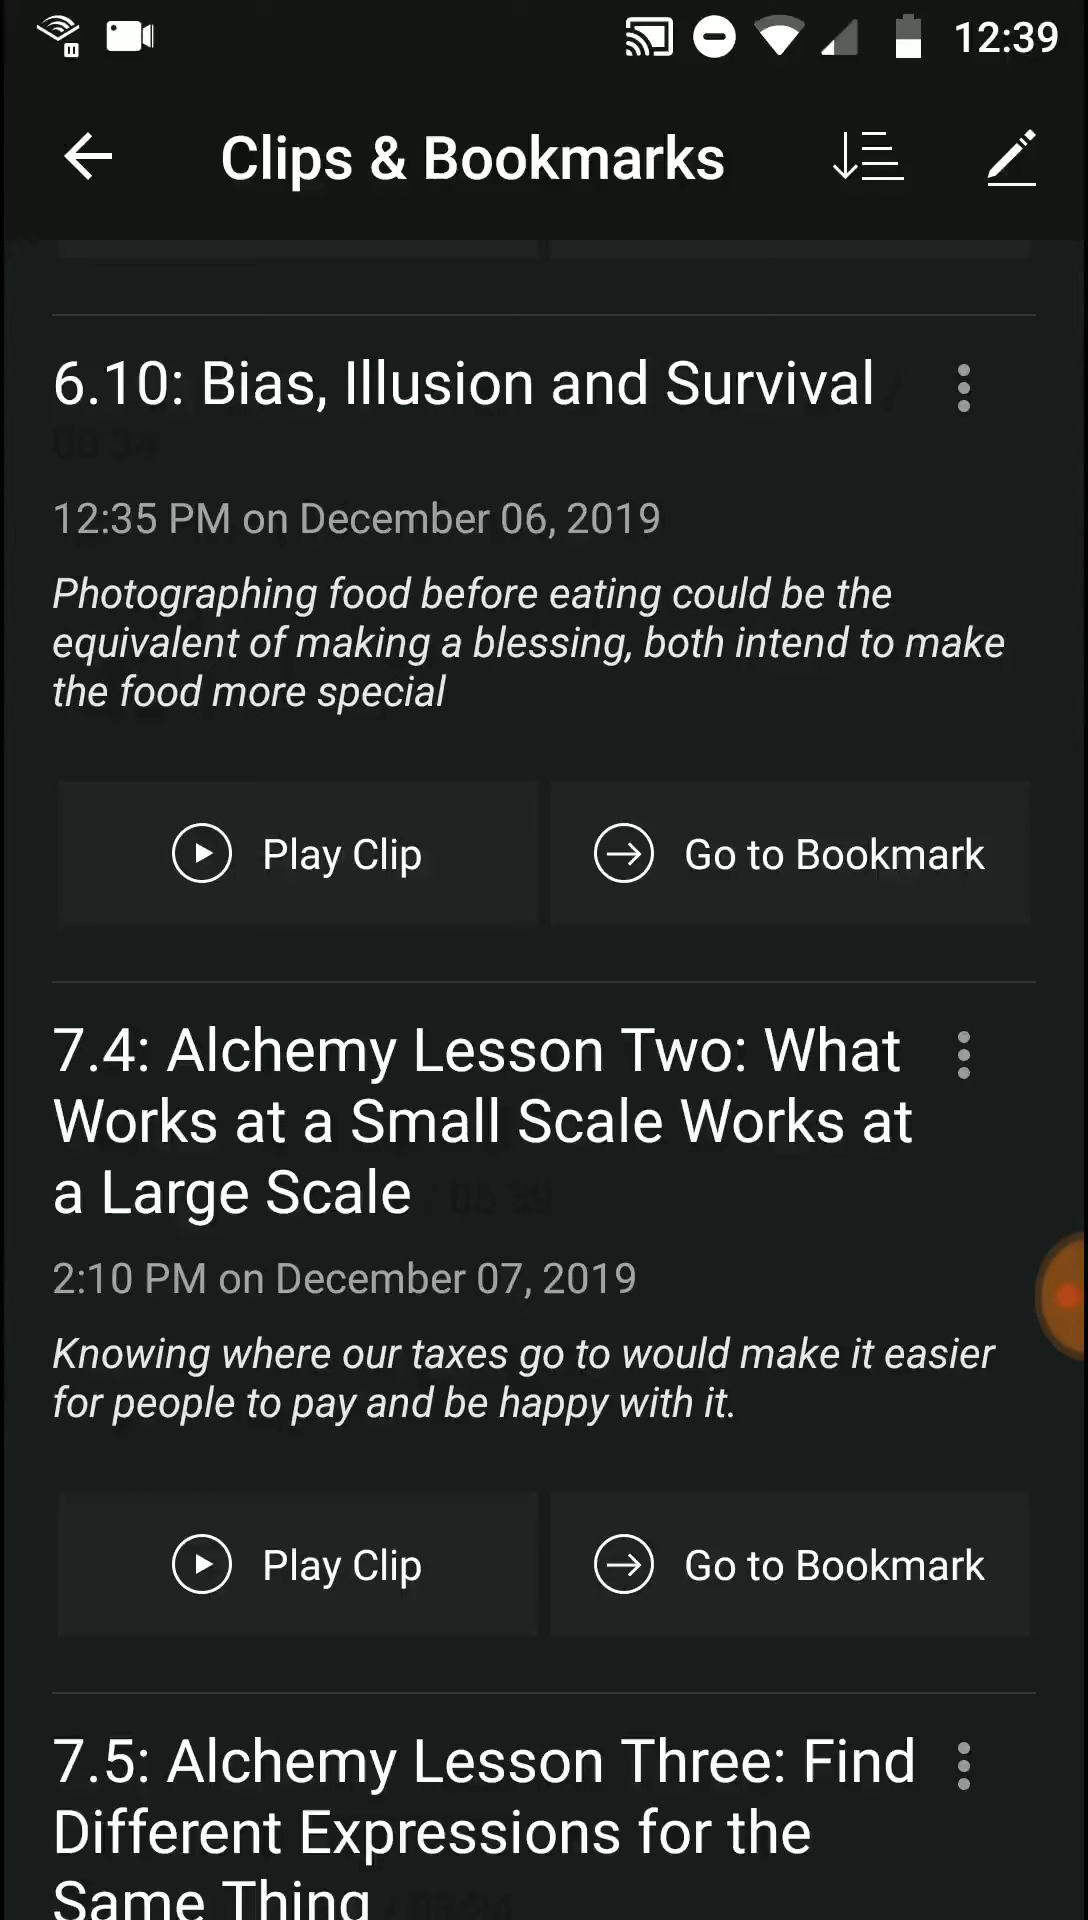 12:39
Clips & Bookmarks
6.10: Bias, Illusion and Survival
12:35 PM on December 06, 2019
Photographing food before eating could be the
equivalent of making a blessing, both intend to make
the food more special
Play Clip
Go to Bookmark
7.4: Alchemy Lesson Two: What
Works at a Small Scale Works at
a Large Scale
2:10 PM on December 07, 2019
Knowing where our taxes go to would make it easier
for people to pay and be happy with it.
Play Clip
Go to Bookmark
7.5: Alchemy Lesson Three: Find
Different Expressions for the
Same Thing